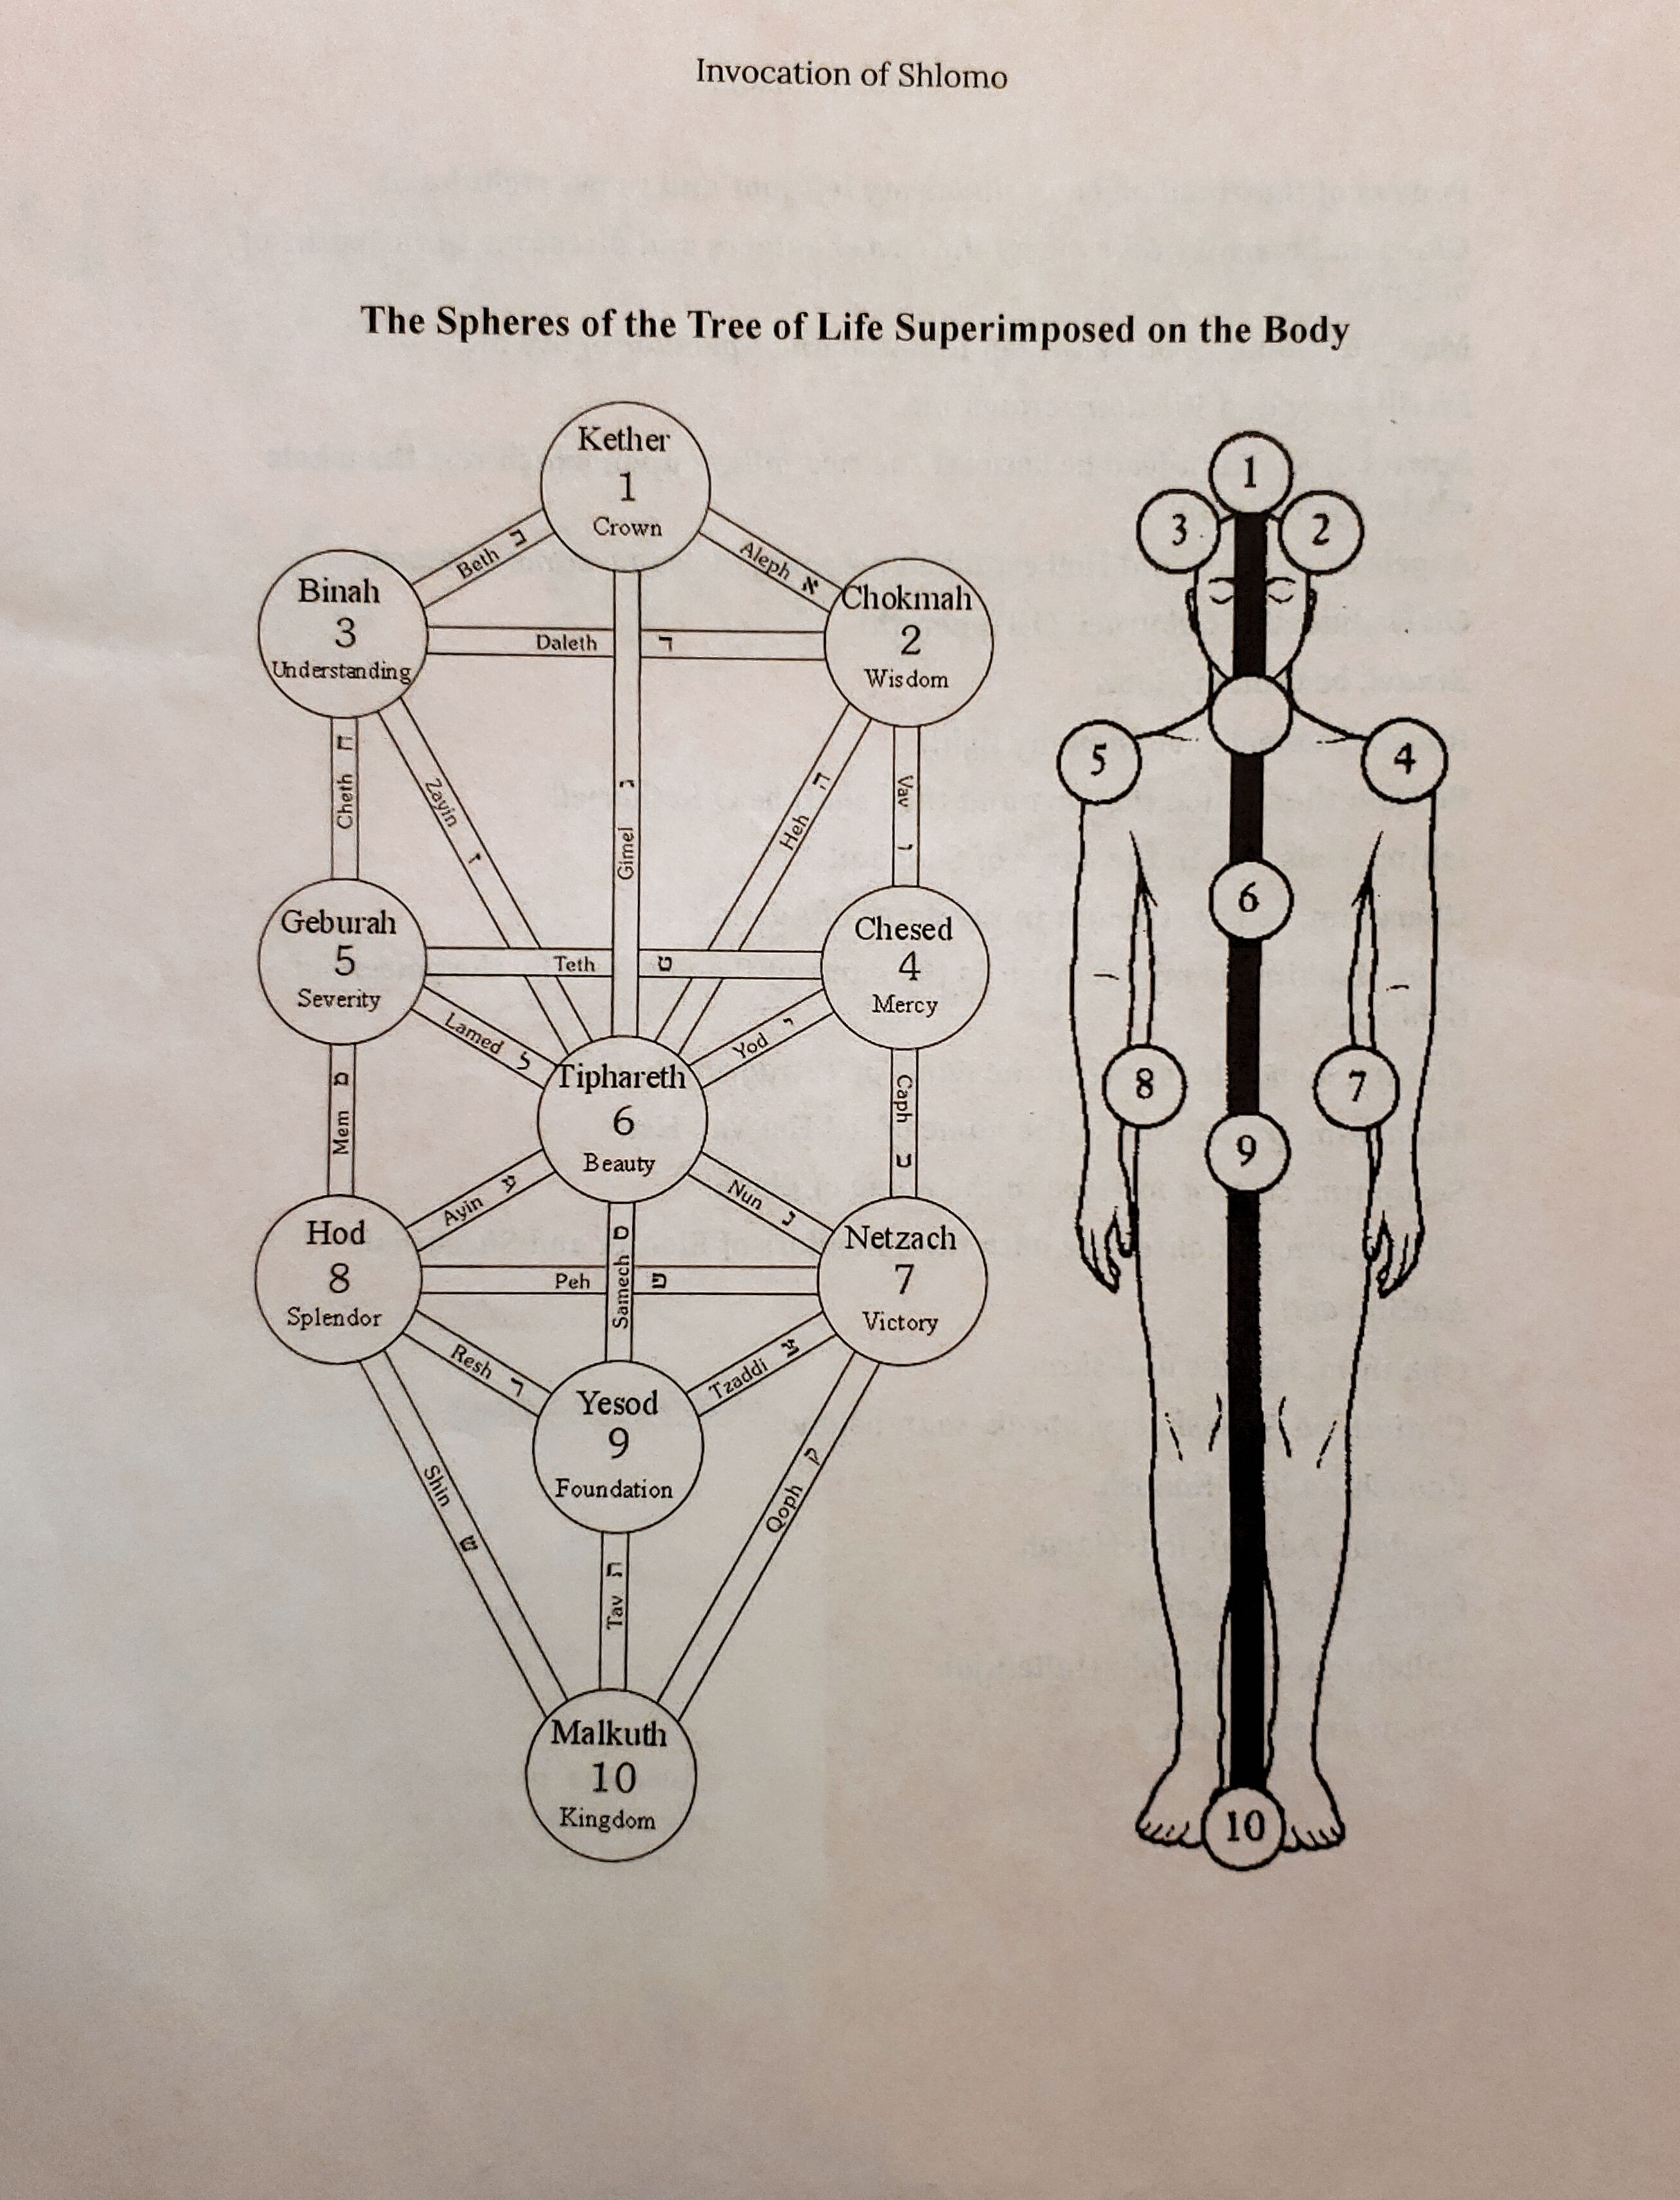 Invocation of Shlomo
The Spheres of the Tree of Life Superimposed on the Body
Kether
1
Crown
Beth ב
Aleph א
Binah
3
Understanding
Chokmah
2
Wisdom
Daleth ד
Cheth ח
Zayin ז
Gimel ג
Heh ה
Vav ו
Geburah
5
Severity
Chesed
4
Mercy
Teth ט
Lamed ל
Yod י
Tiphareth
6
Beauty
Mem מ
Caph כ
Ayin ע
Nun נ
Hod
8
Splendor
Samech ס
Netzach
7
Victory
Peh פ
Resh ר
Tzaddi צ
Yesod
9
Foundation
Shin ש
Qoph ק
Tav ת
Malkuth
10
Kingdom
1
3
2
5
4
6
8
7
9
10